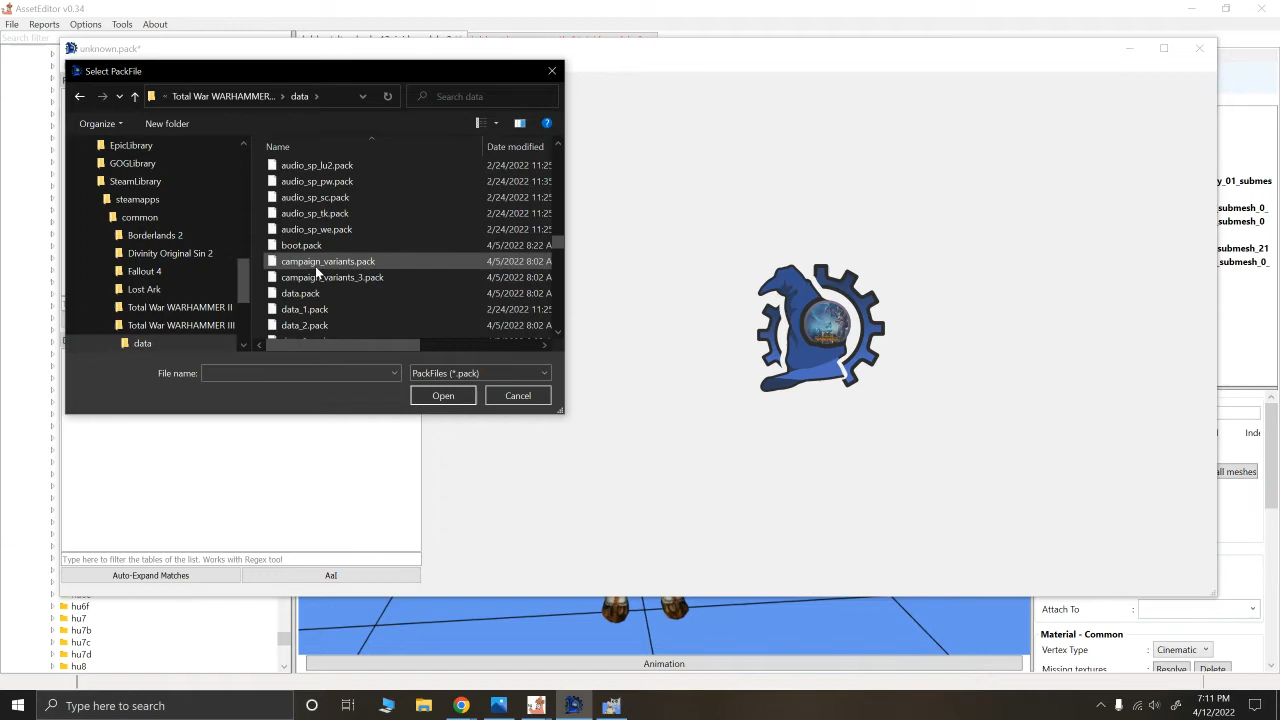 AssetEditor v0.34
File Reports Options Tools About
Search filter
unknown.pack*
Select PackFile
« Total War WARHAMMER... > data >
Search data
Organize New folder
Name Date modified
EpicLibrary
GOGLibrary
SteamLibrary
steamapps
common
Borderlands 2
Divinity Original Sin 2
Fallout 4
Lost Ark
Total War WARHAMMER II
Total War WARHAMMER III
data
audio_sp_lu2.pack 2/24/2022 11:25
audio_sp_pw.pack 2/24/2022 11:35
audio_sp_sc.pack 2/24/2022 11:25
audio_sp_tk.pack 2/24/2022 11:25
audio_sp_we.pack 2/24/2022 11:25
boot.pack 4/5/2022 8:22 A
campaign_variants.pack 4/5/2022 8:02 A
campaign_variants_3.pack 4/5/2022 8:02 A
data.pack 4/5/2022 8:02 A
data_1.pack 2/24/2022 11:25
data_2.pack 4/5/2022 8:02 A
File name: PackFiles (*.pack)
Open Cancel
y_01_submes
submesh_0_
submesh_0
submesh_21
submesh_0_
Inde
all meshes
Type here to filter the tables of the list. Works with Regex too!
Auto-Expand Matches AaI
hu6f
hu7
hu7b
hu7c
hu7d
hu8
Attach To :
Material - Common
Vertex Type : Cinematic
Missing textures : Resolve Delete
Animation
Type here to search
7:11 PM
4/12/2022